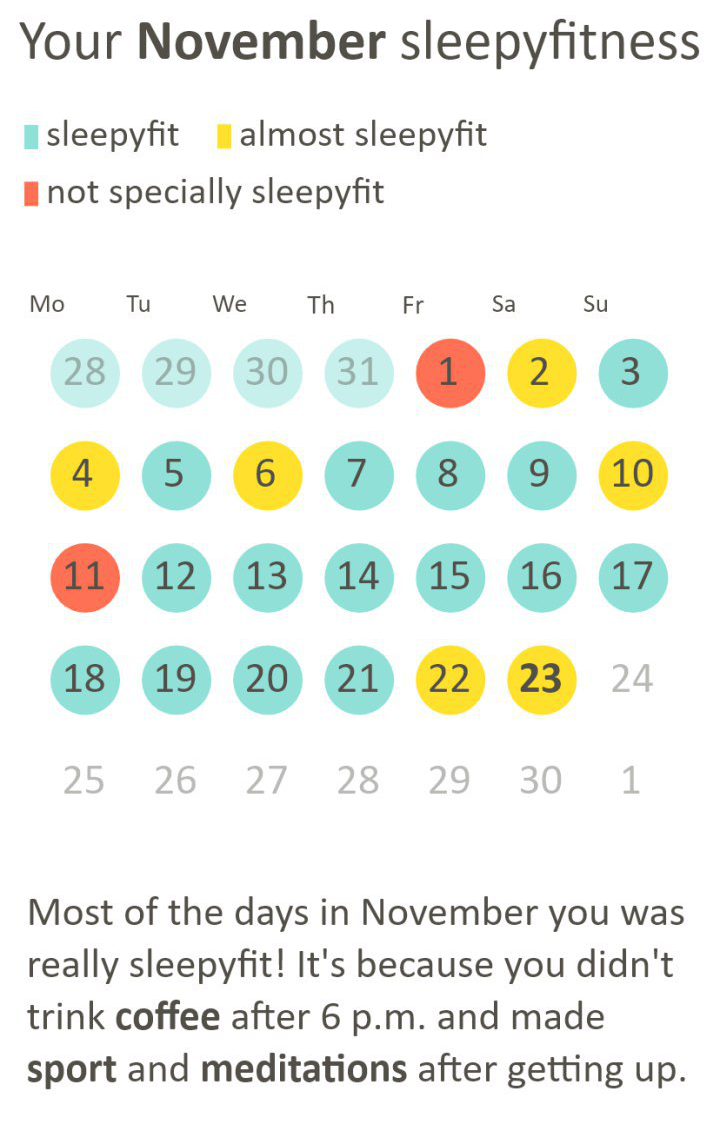 Your November sleepyfitness
sleepyfit almost sleepyfit
not specially sleepyfit
Mo Tu We Th Fr Sa Su
28 29 30 31 1 2 3
4 5 6 7 8 9 10
11 12 13 14 15 16 17
18 19 20 21 22 23 24
25 26 27 28 29 30 1
Most of the days in November you was
really sleepyfit! It's because you didn't
trink coffee after 6 p.m. and made
sport and meditations after getting up.